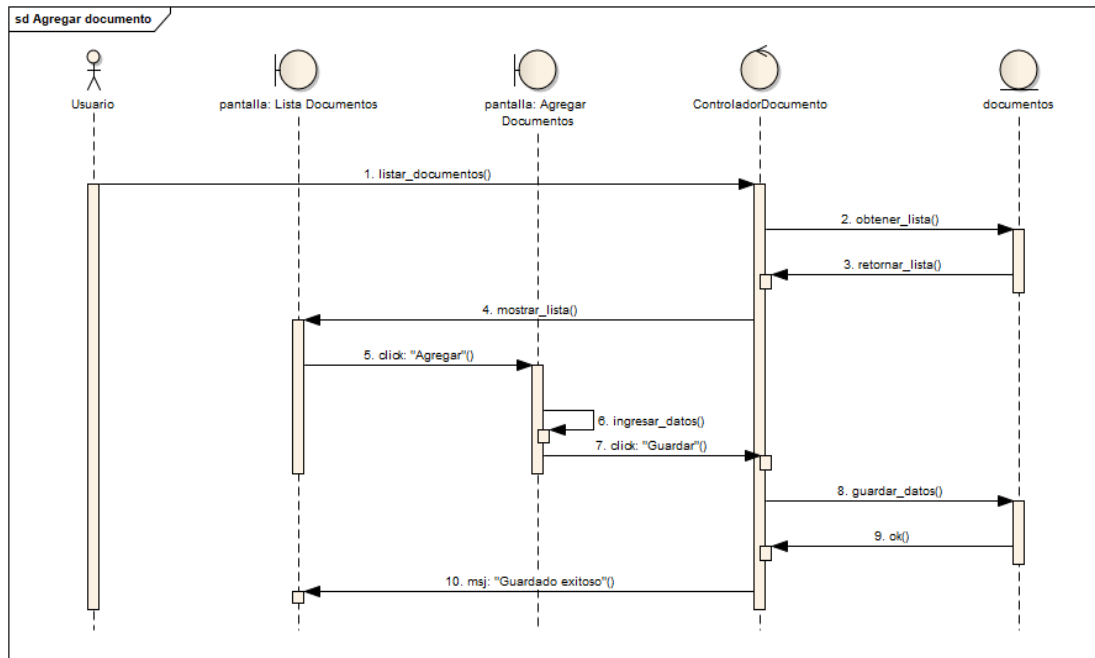 sd Agregar documento
Usuario
pantalla: Lista Documentos
pantalla: Agregar
Documentos
ControladorDocumento
documentos
1. listar_documentos()
2. obtener_lista()
3. retornar_lista()
4. mostrar_lista()
5. click: "Agregar"()
6. ingresar_datos()
7. click: "Guardar"()
8. guardar_datos()
9. ok()
10. msj: "Guardado exitoso"()